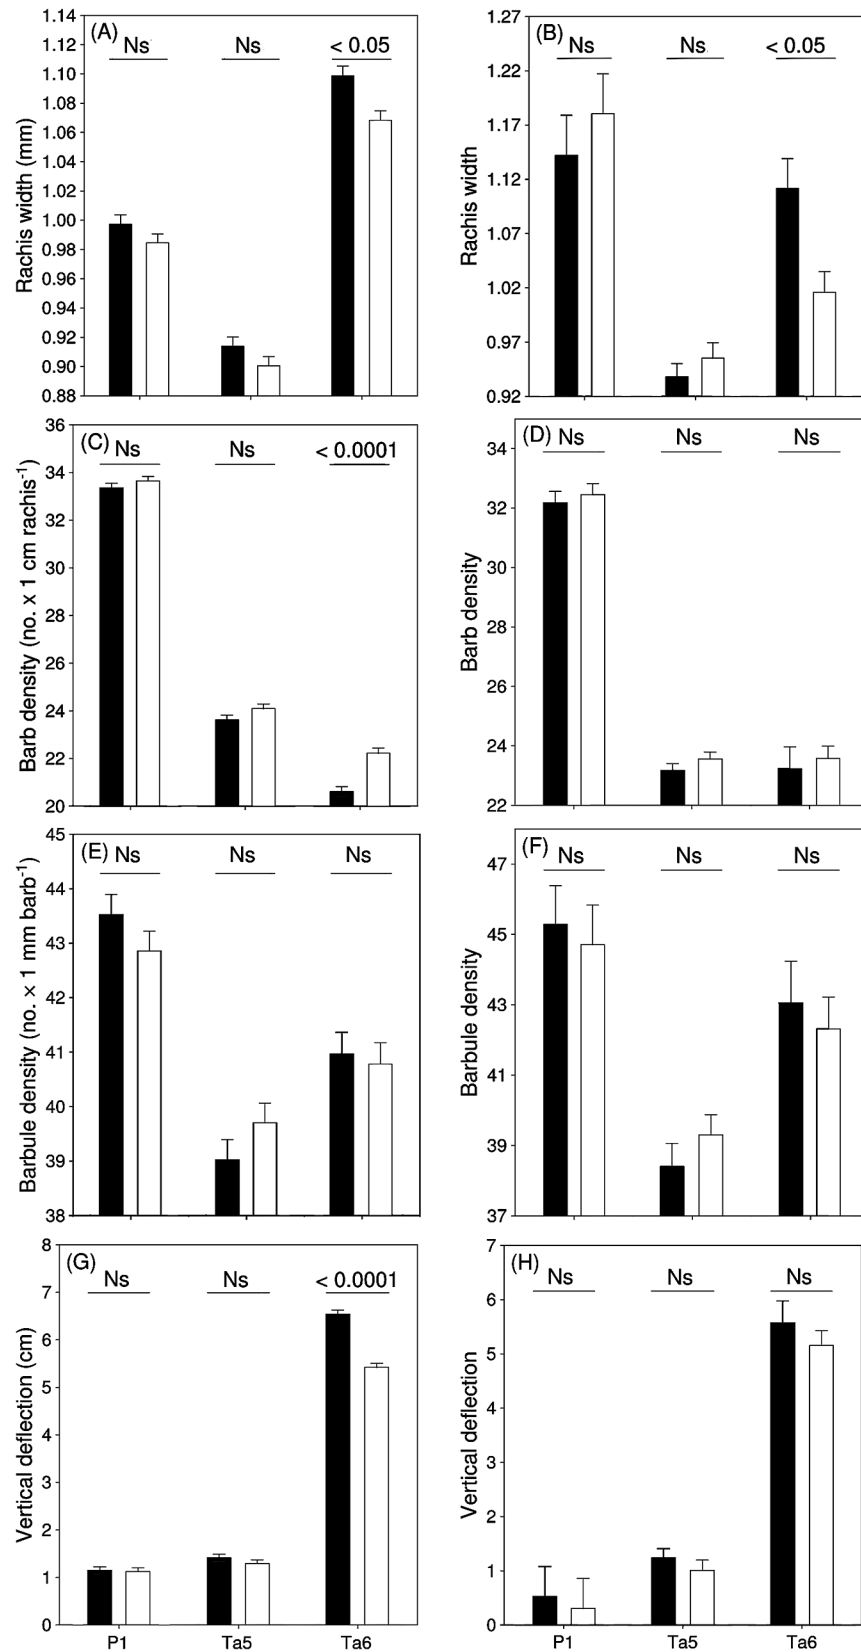 (A)
Ns
Ns
< 0.05
Rachis width (mm)
1.14
1.12
1.10
1.08
1.06
1.04
1.02
1.00
0.98
0.96
0.94
0.92
0.90
0.88
(B)
Ns
Ns
< 0.05
Rachis width
1.27
1.22
1.17
1.12
1.07
1.02
0.97
0.92
(C)
Ns
Ns
< 0.0001
Barb density (no. x 1 cm rachis⁻¹)
36
34
32
30
28
26
24
22
20
(D)
Ns
Ns
Ns
Barb density
34
32
30
28
26
24
22
(E)
Ns
Ns
Ns
Barbule density (no. × 1 mm barb⁻¹)
45
44
43
42
41
40
39
38
(F)
Ns
Ns
Ns
Barbule density
47
45
43
41
39
37
(G)
Ns
Ns
< 0.0001
Vertical deflection (cm)
8
7
6
5
4
3
2
1
0
P1
Ta5
Ta6
(H)
Ns
Ns
Ns
Vertical deflection
7
6
5
4
3
2
1
0
P1
Ta5
Ta6